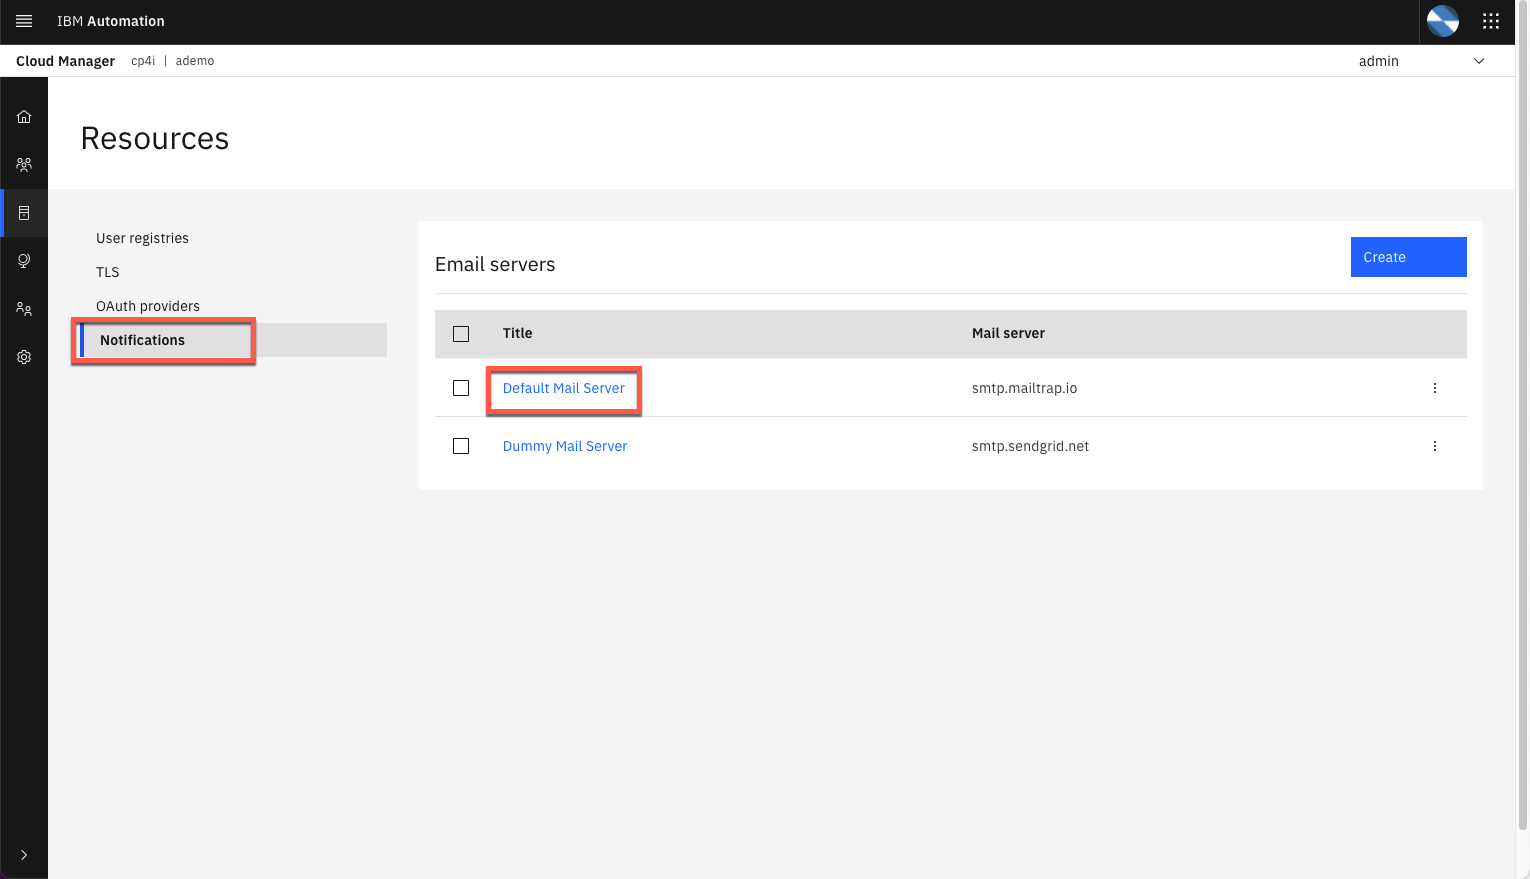 IBM Automation
Cloud Manager cp4i | ademo admin
Resources
User registries
TLS
OAuth providers
Notifications
Email servers
Create
Title Mail server
Default Mail Server smtp.mailtrap.io
Dummy Mail Server smtp.sendgrid.net